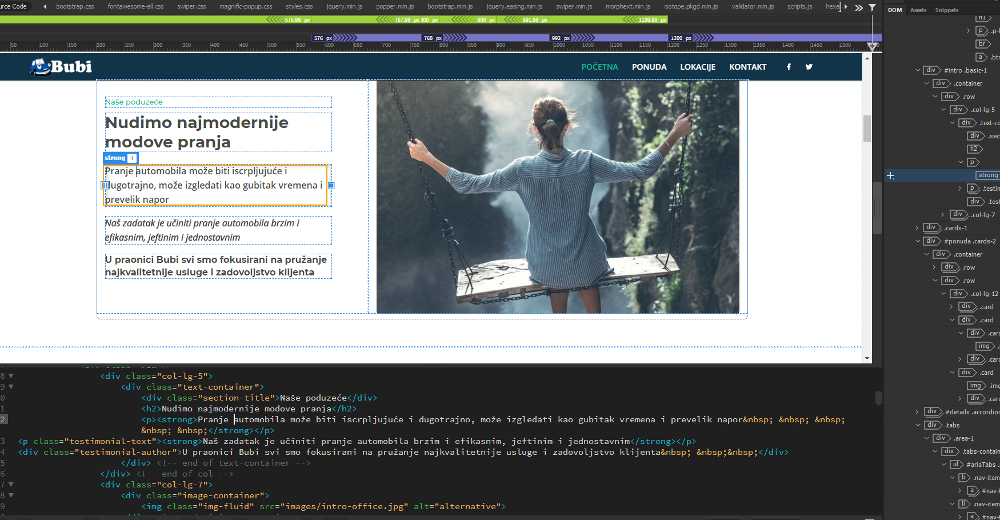 urce Code
bootstrap.css fontawesome-all.css swiper.css magnific-popup.css styles.css jquery.min.js popper.min.js bootstrap.min.js jquery.easing.min.js swiper.min.js morphext.min.js isotope.pkgd.min.js validator.min.js scripts.js hexa
DOM Assets Snippets
575.98 px 767.98 px 800 px 900 px 991.98 px 1199.98 px
576 px 768 px 992 px 1200 px
50 100 150 200 250 300 350 400 450 500 550 600 650 700 750 800 850 900 950 1000 1050 1100 1150 1200 1250 1300 1350 1400 1450 1500
Bubi
POČETNA PONUDA LOKACIJE KONTAKT
Naše poduzeće
Nudimo najmodernije
modove pranja
strong +
Pranje automobila može biti iscrpljujuće i
dugotrajno, može izgledati kao gubitak vremena i
prevelik napor
Naš zadatak je učiniti pranje automobila brzim i
efikasnim, jeftinim i jednostavnim
U praonici Bubi svi smo fokusirani na pružanje
najkvalitetnije usluge i zadovoljstvo klijenta
8 <div class="col-lg-5">
9 <div class="text-container">
0 <div class="section-title">Naše poduzeće</div>
1 <h2>Nudimo najmodernije modove pranja</h2>
2 <p><strong>Pranje automobila može biti iscrpljujuće i dugotrajno, može izgledati kao gubitak vremena i prevelik napor&nbsp; &nbsp; &nbsp;
&nbsp; &nbsp;</strong></p>
3 <p class="testimonial-text"><strong>Naš zadatak je učiniti pranje automobila brzim i efikasnim, jeftinim i jednostavnim</strong></p>
4 <div class="testimonial-author">U praonici Bubi svi smo fokusirani na pružanje najkvalitetnije usluge i zadovoljstvo klijenta&nbsp; &nbsp;&nbsp;</div>
5 </div> <!-- end of text-container -->
6 </div> <!-- end of col -->
7 <div class="col-lg-7">
8 <div class="image-container">
9 <img class="img-fluid" src="images/intro-office.jpg" alt="alternative">
h1
p .p-l
br
a .btn
div #intro .basic-1
div .container
div .row
div .col-lg-5
div .text-co
div .sec
h2
p
strong
p .testin
div .test
div .col-lg-7
div .cards-1
div #ponuda .cards-2
div .container
div .row
div .row
div .col-lg-12
div .card
div .card
div .card
img .
div .card
div .card
img .img
div .card
div #details .accordion
div .tabs
div .area-1
div .tabs-contain
ul #ariaTabs .
li .nav-item
a #nav-t
li .nav-item
a #nav-t